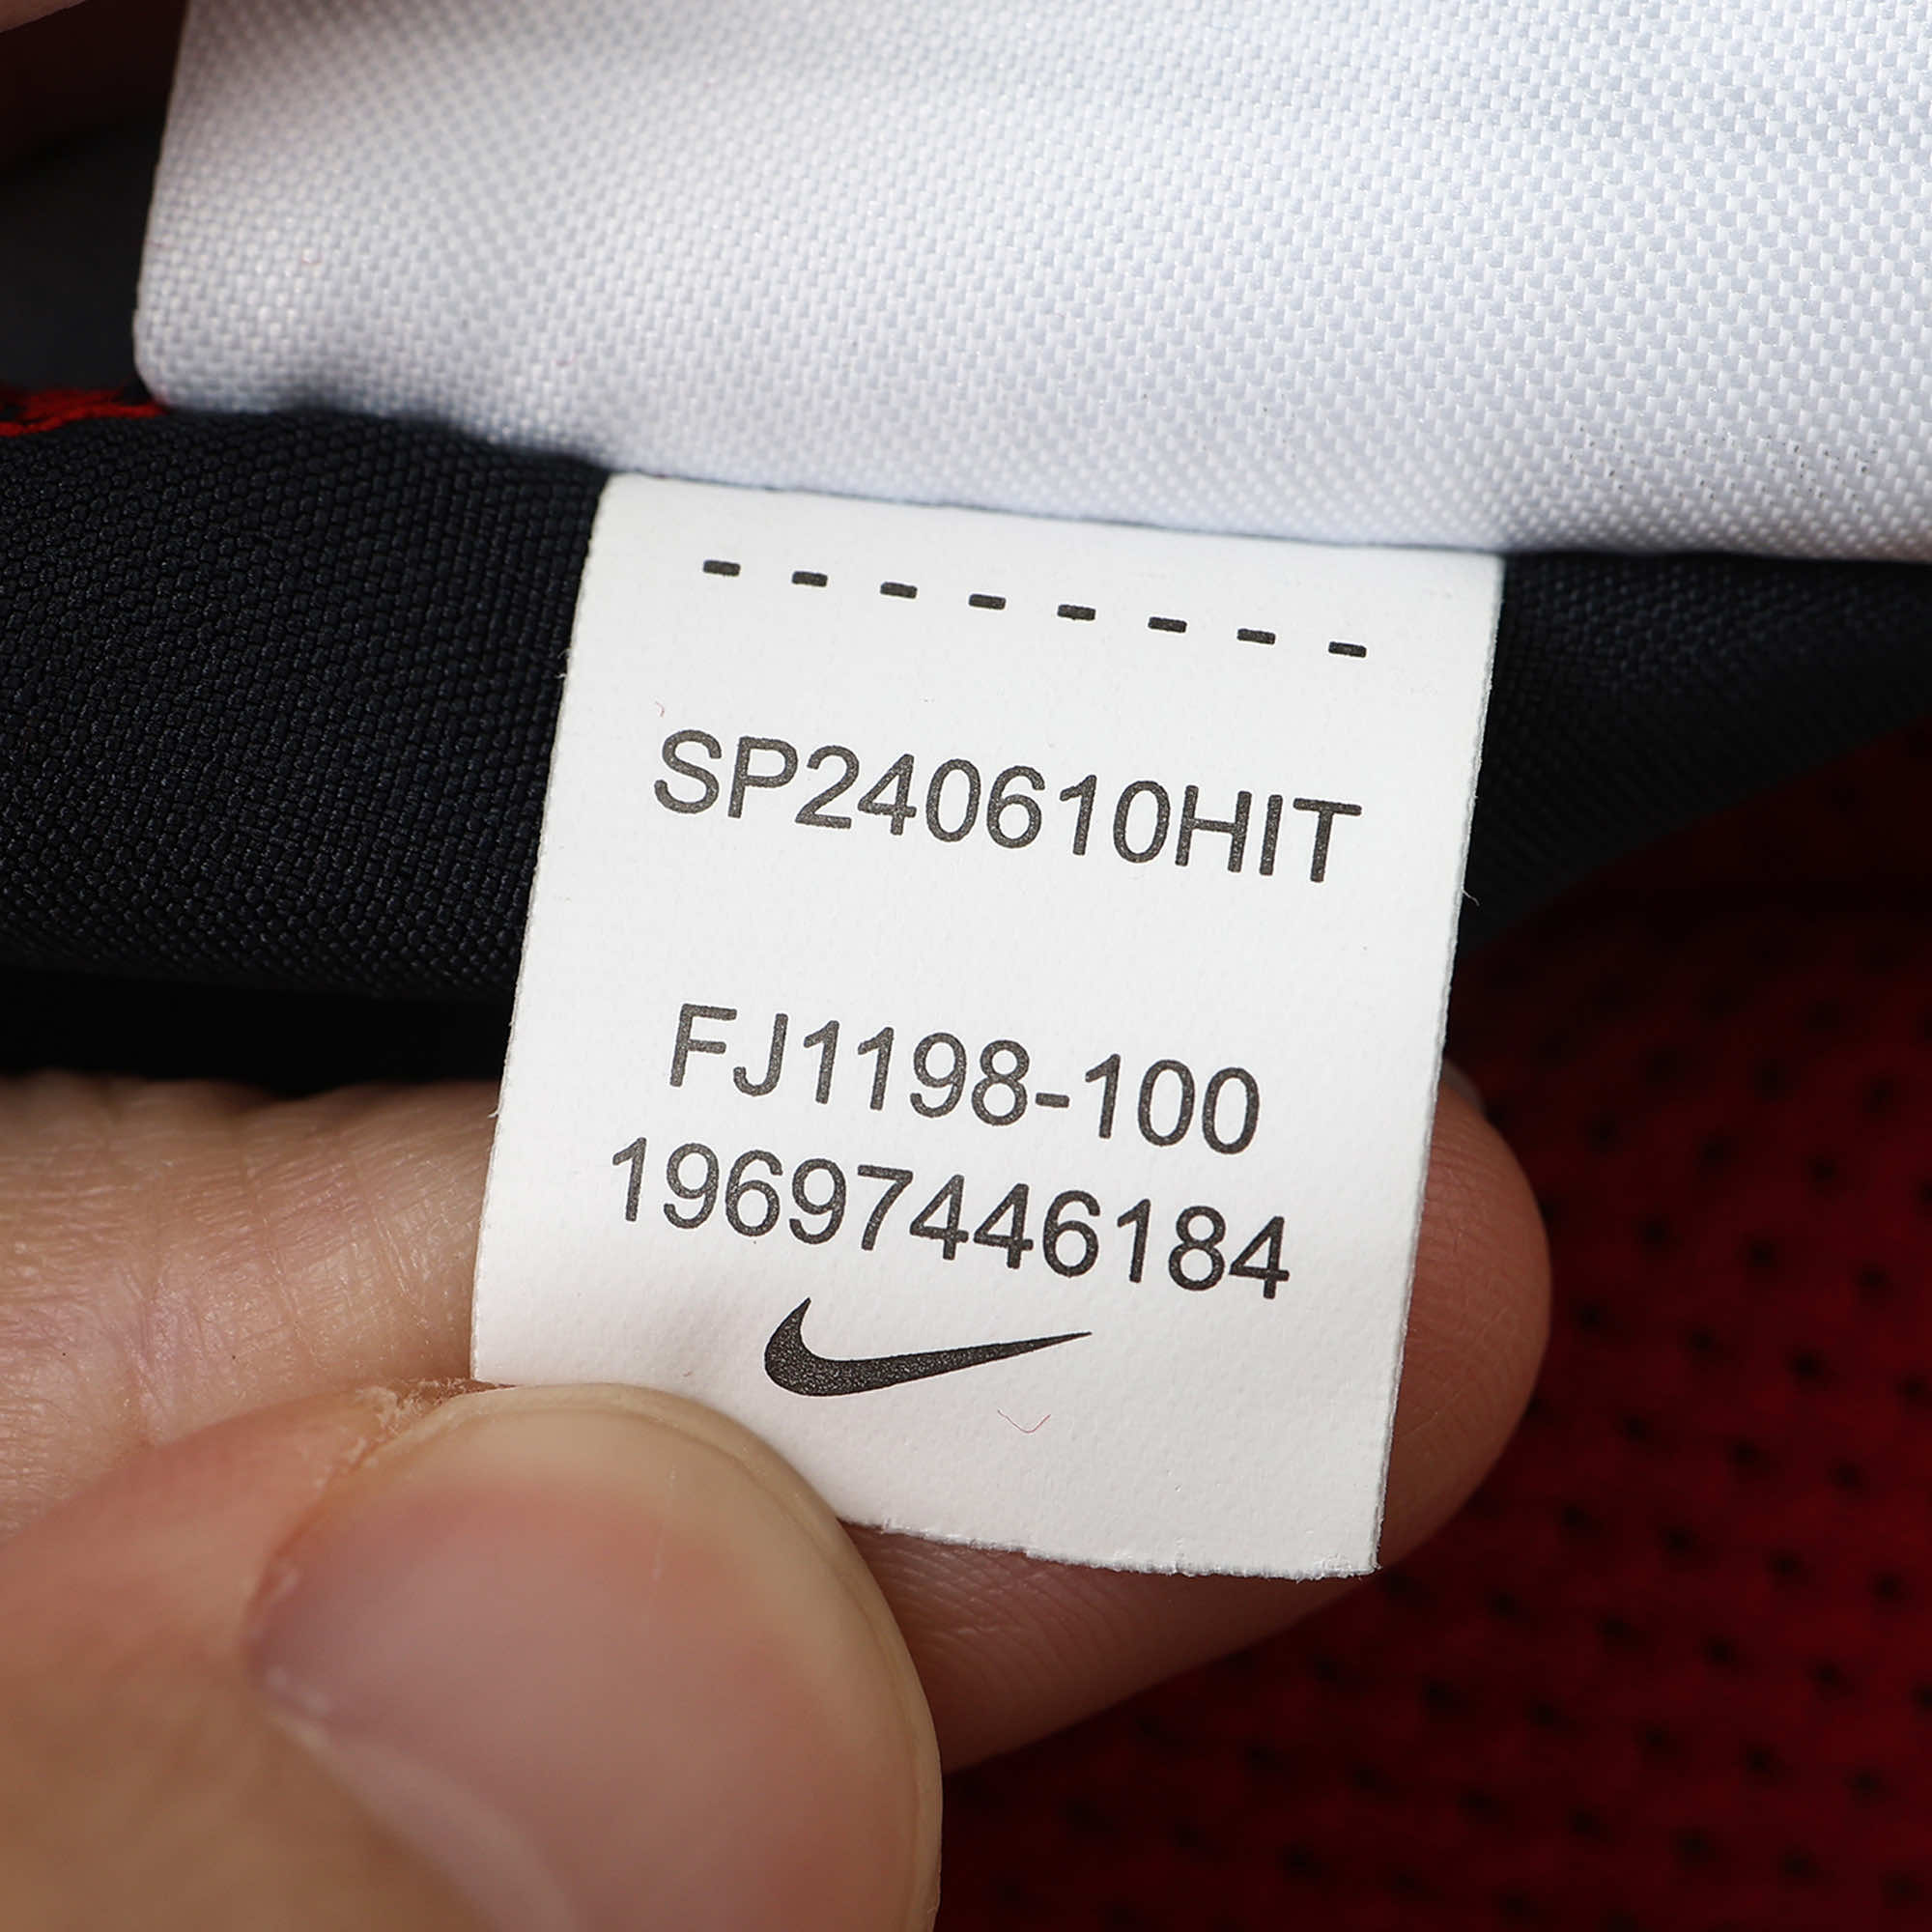 - - - - - - - -
SP240610HIT
FJ1198-100
19697446184